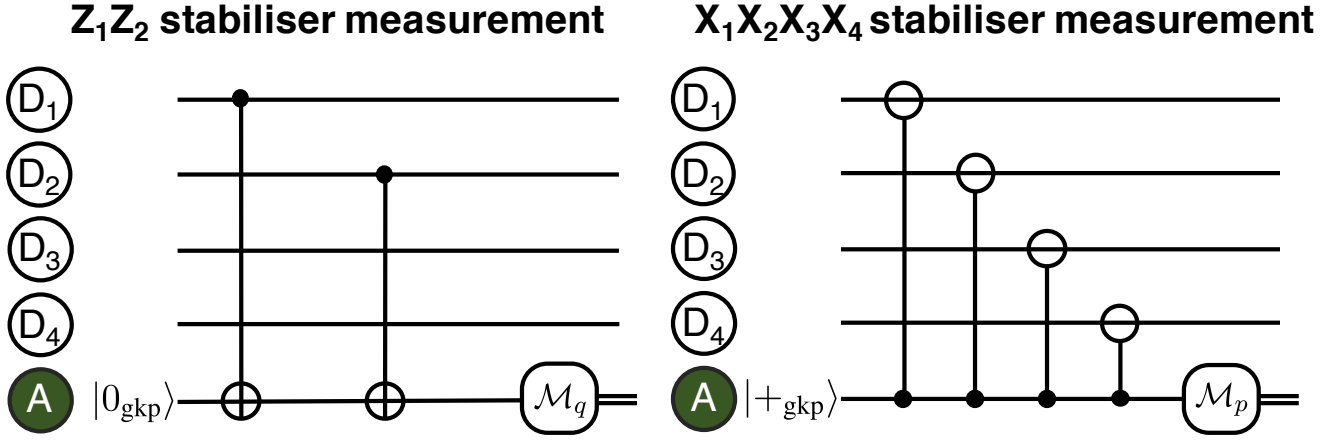 Z₁Z₂ stabiliser measurement
X₁X₂X₃X₄ stabiliser measurement
D₁
D₂
D₃
D₄
A |0gkp⟩ ℳq
D₁
D₂
D₃
D₄
A |+gkp⟩ ℳp